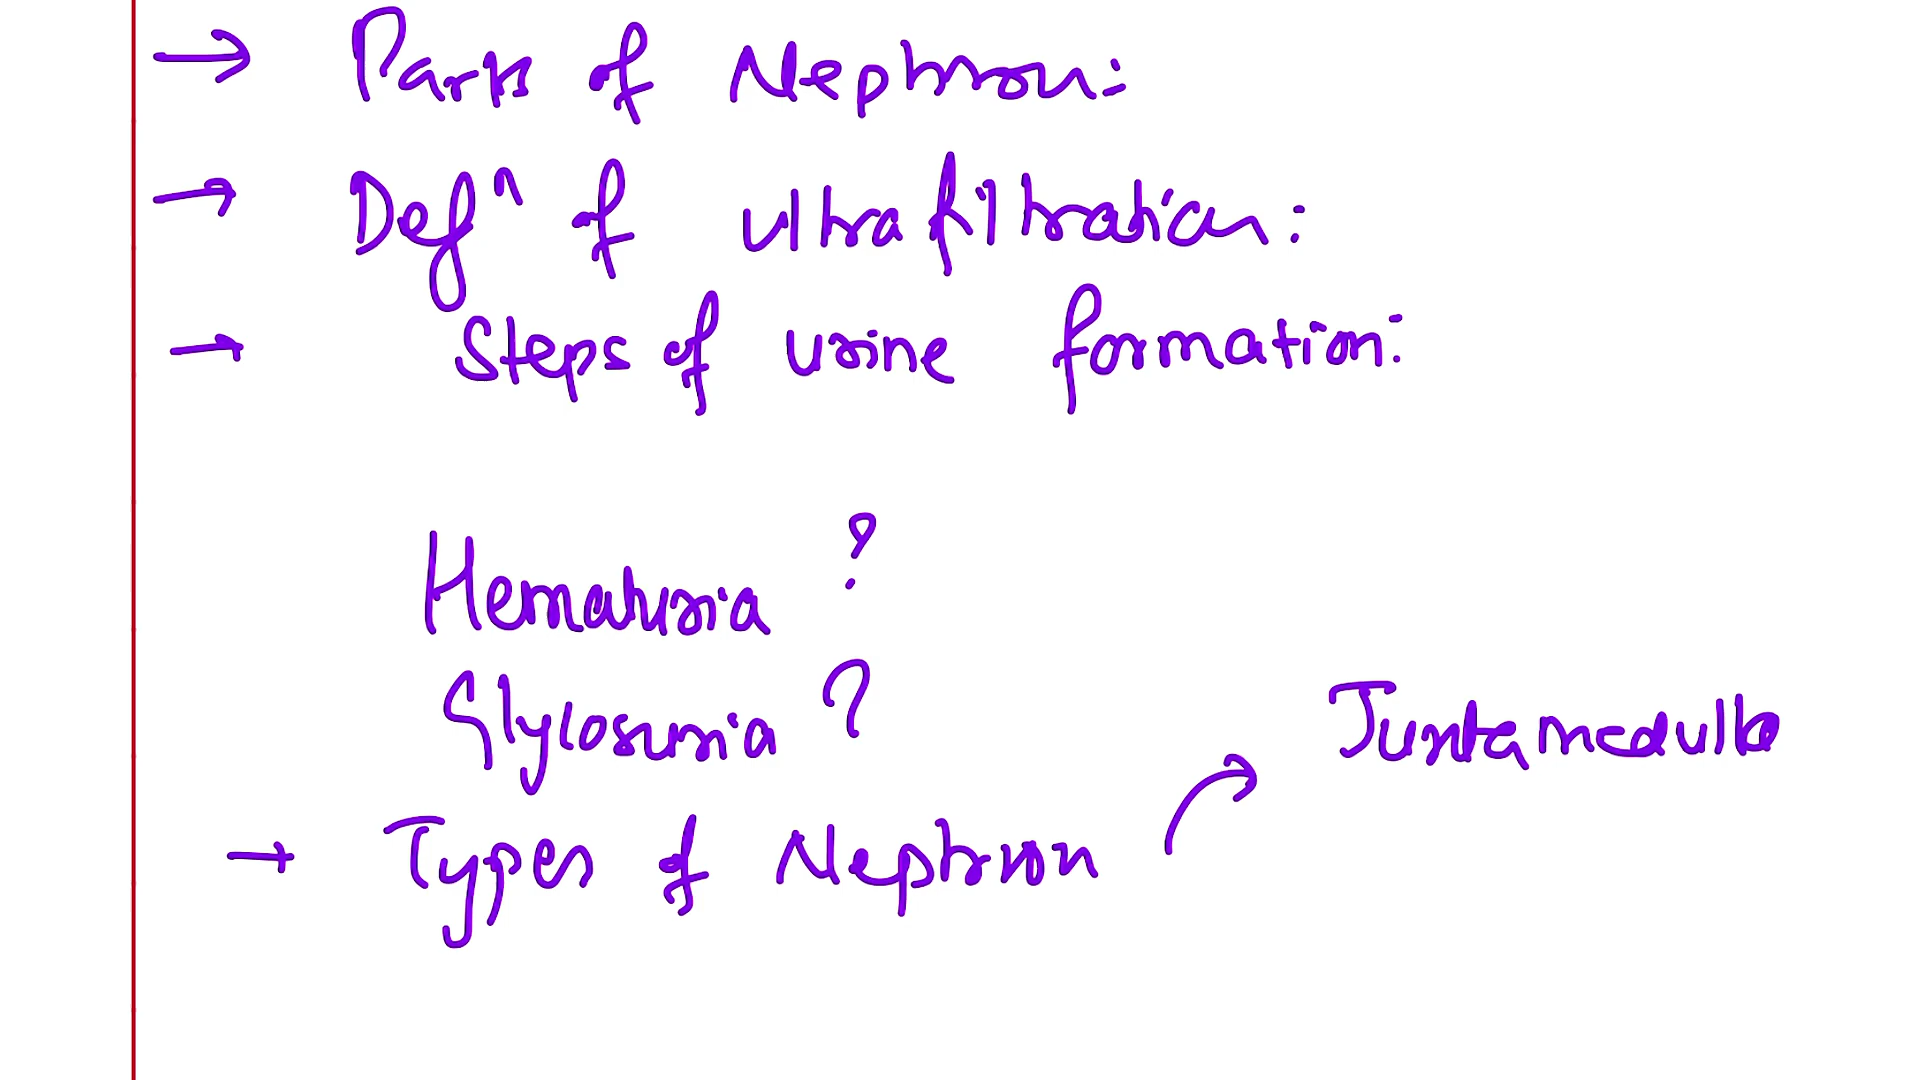 → Parts of Nephron:
→ Defⁿ of ultrafiltration:
→ Steps of urine formation:
Hematuria ?
Glycosuria ?
Juxtamedulla
→ Types of Nephron